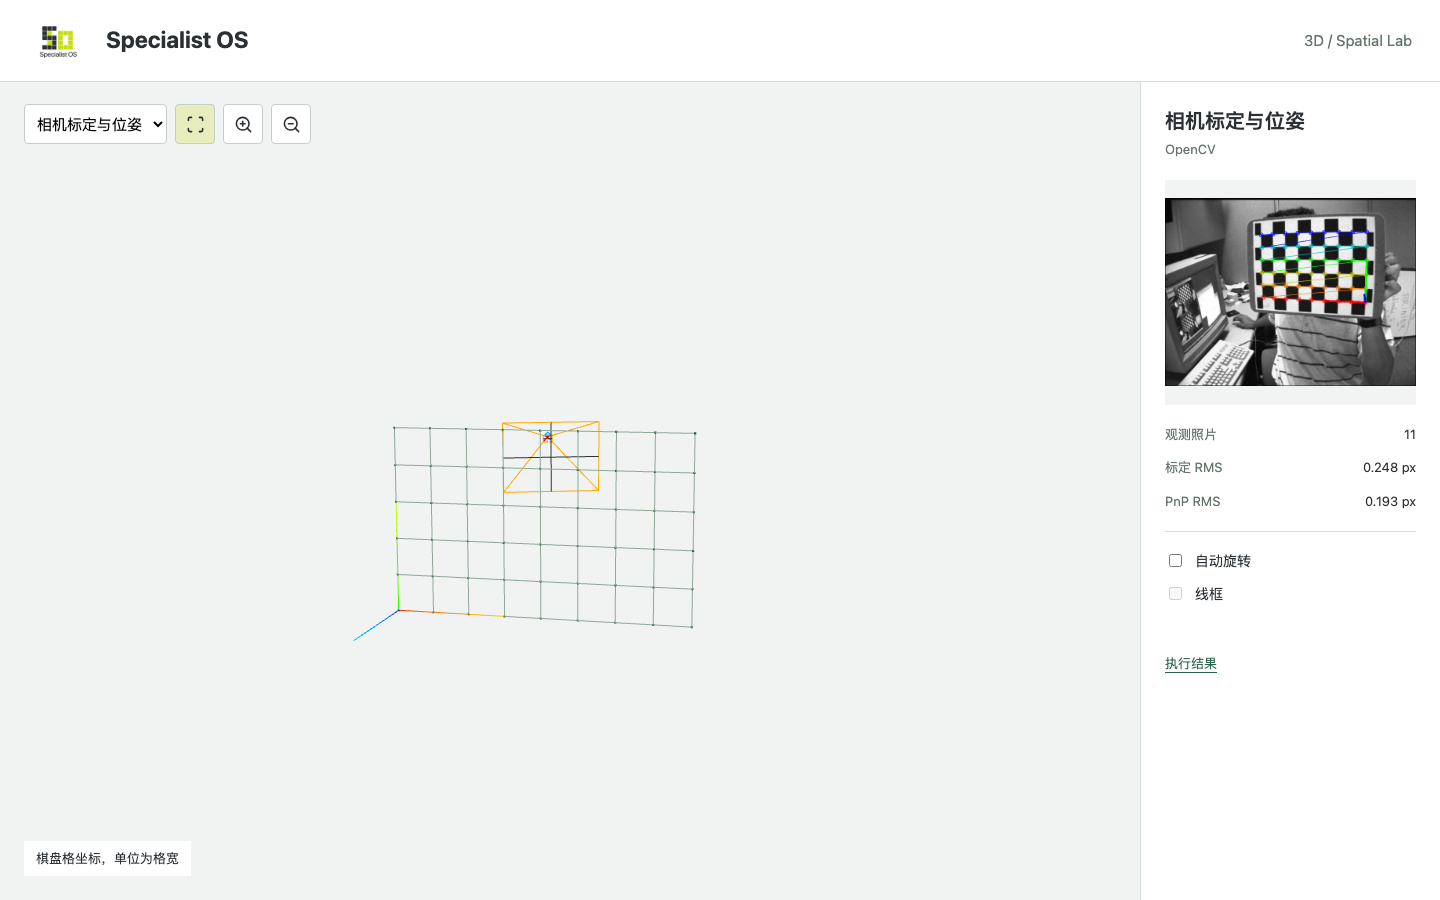 Specialist OS
Specialist OS
3D / Spatial Lab
相机标定与位姿
相机标定与位姿
OpenCV
观测照片 11
标定 RMS 0.248 px
PnP RMS 0.193 px
自动旋转
线框
执行结果
棋盘格坐标，单位为格宽